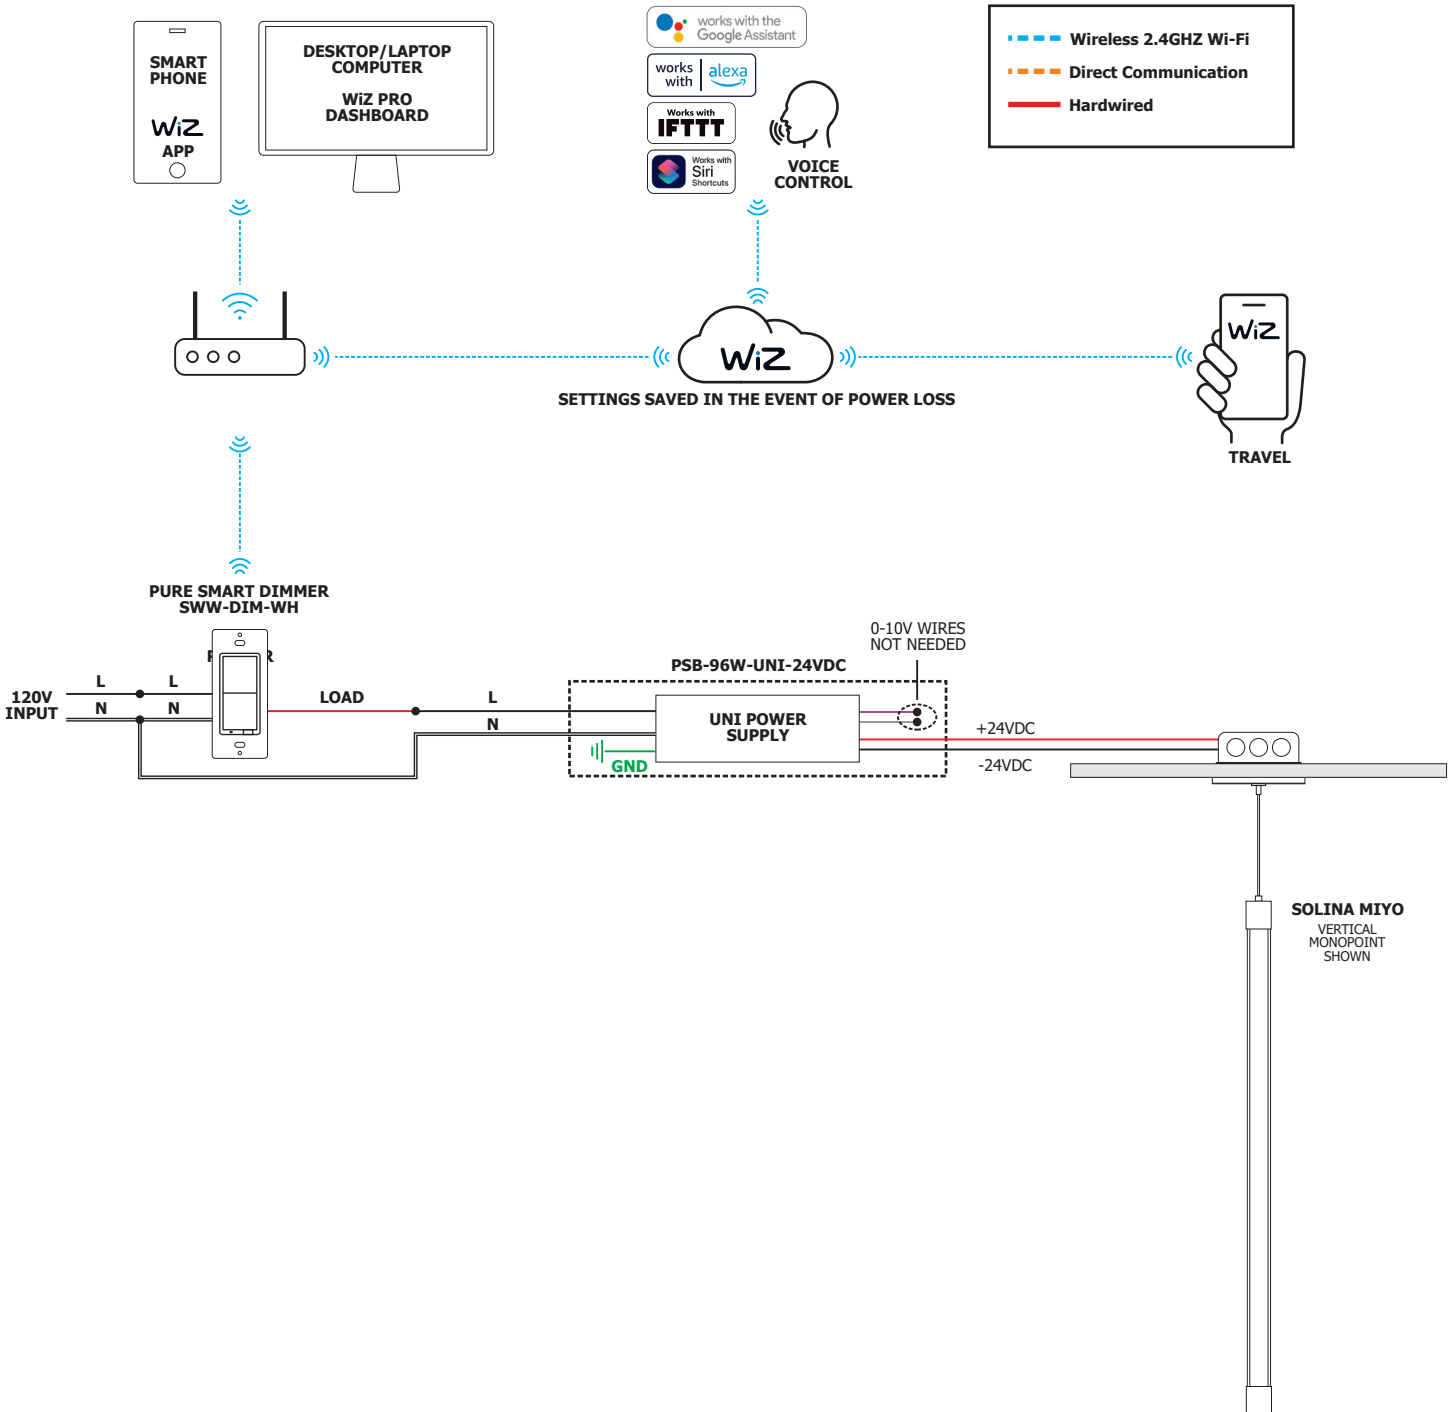 SMART
PHONE
WiZ
APP
DESKTOP/LAPTOP
COMPUTER
WiZ PRO
DASHBOARD
works with the
Google Assistant
works
with
alexa
Works with
IFTTT
Works with
Siri
Shortcuts
VOICE
CONTROL
Wireless 2.4GHZ Wi-Fi
Direct Communication
Hardwired
WiZ
SETTINGS SAVED IN THE EVENT OF POWER LOSS
WiZ
TRAVEL
PURE SMART DIMMER
SWW-DIM-WH
120V
INPUT
L
L
N
N
LOAD
L
N
PSB-96W-UNI-24VDC
UNI POWER
SUPPLY
GND
0-10V WIRES
NOT NEEDED
+24VDC
-24VDC
SOLINA MIYO
VERTICAL
MONOPOINT
SHOWN